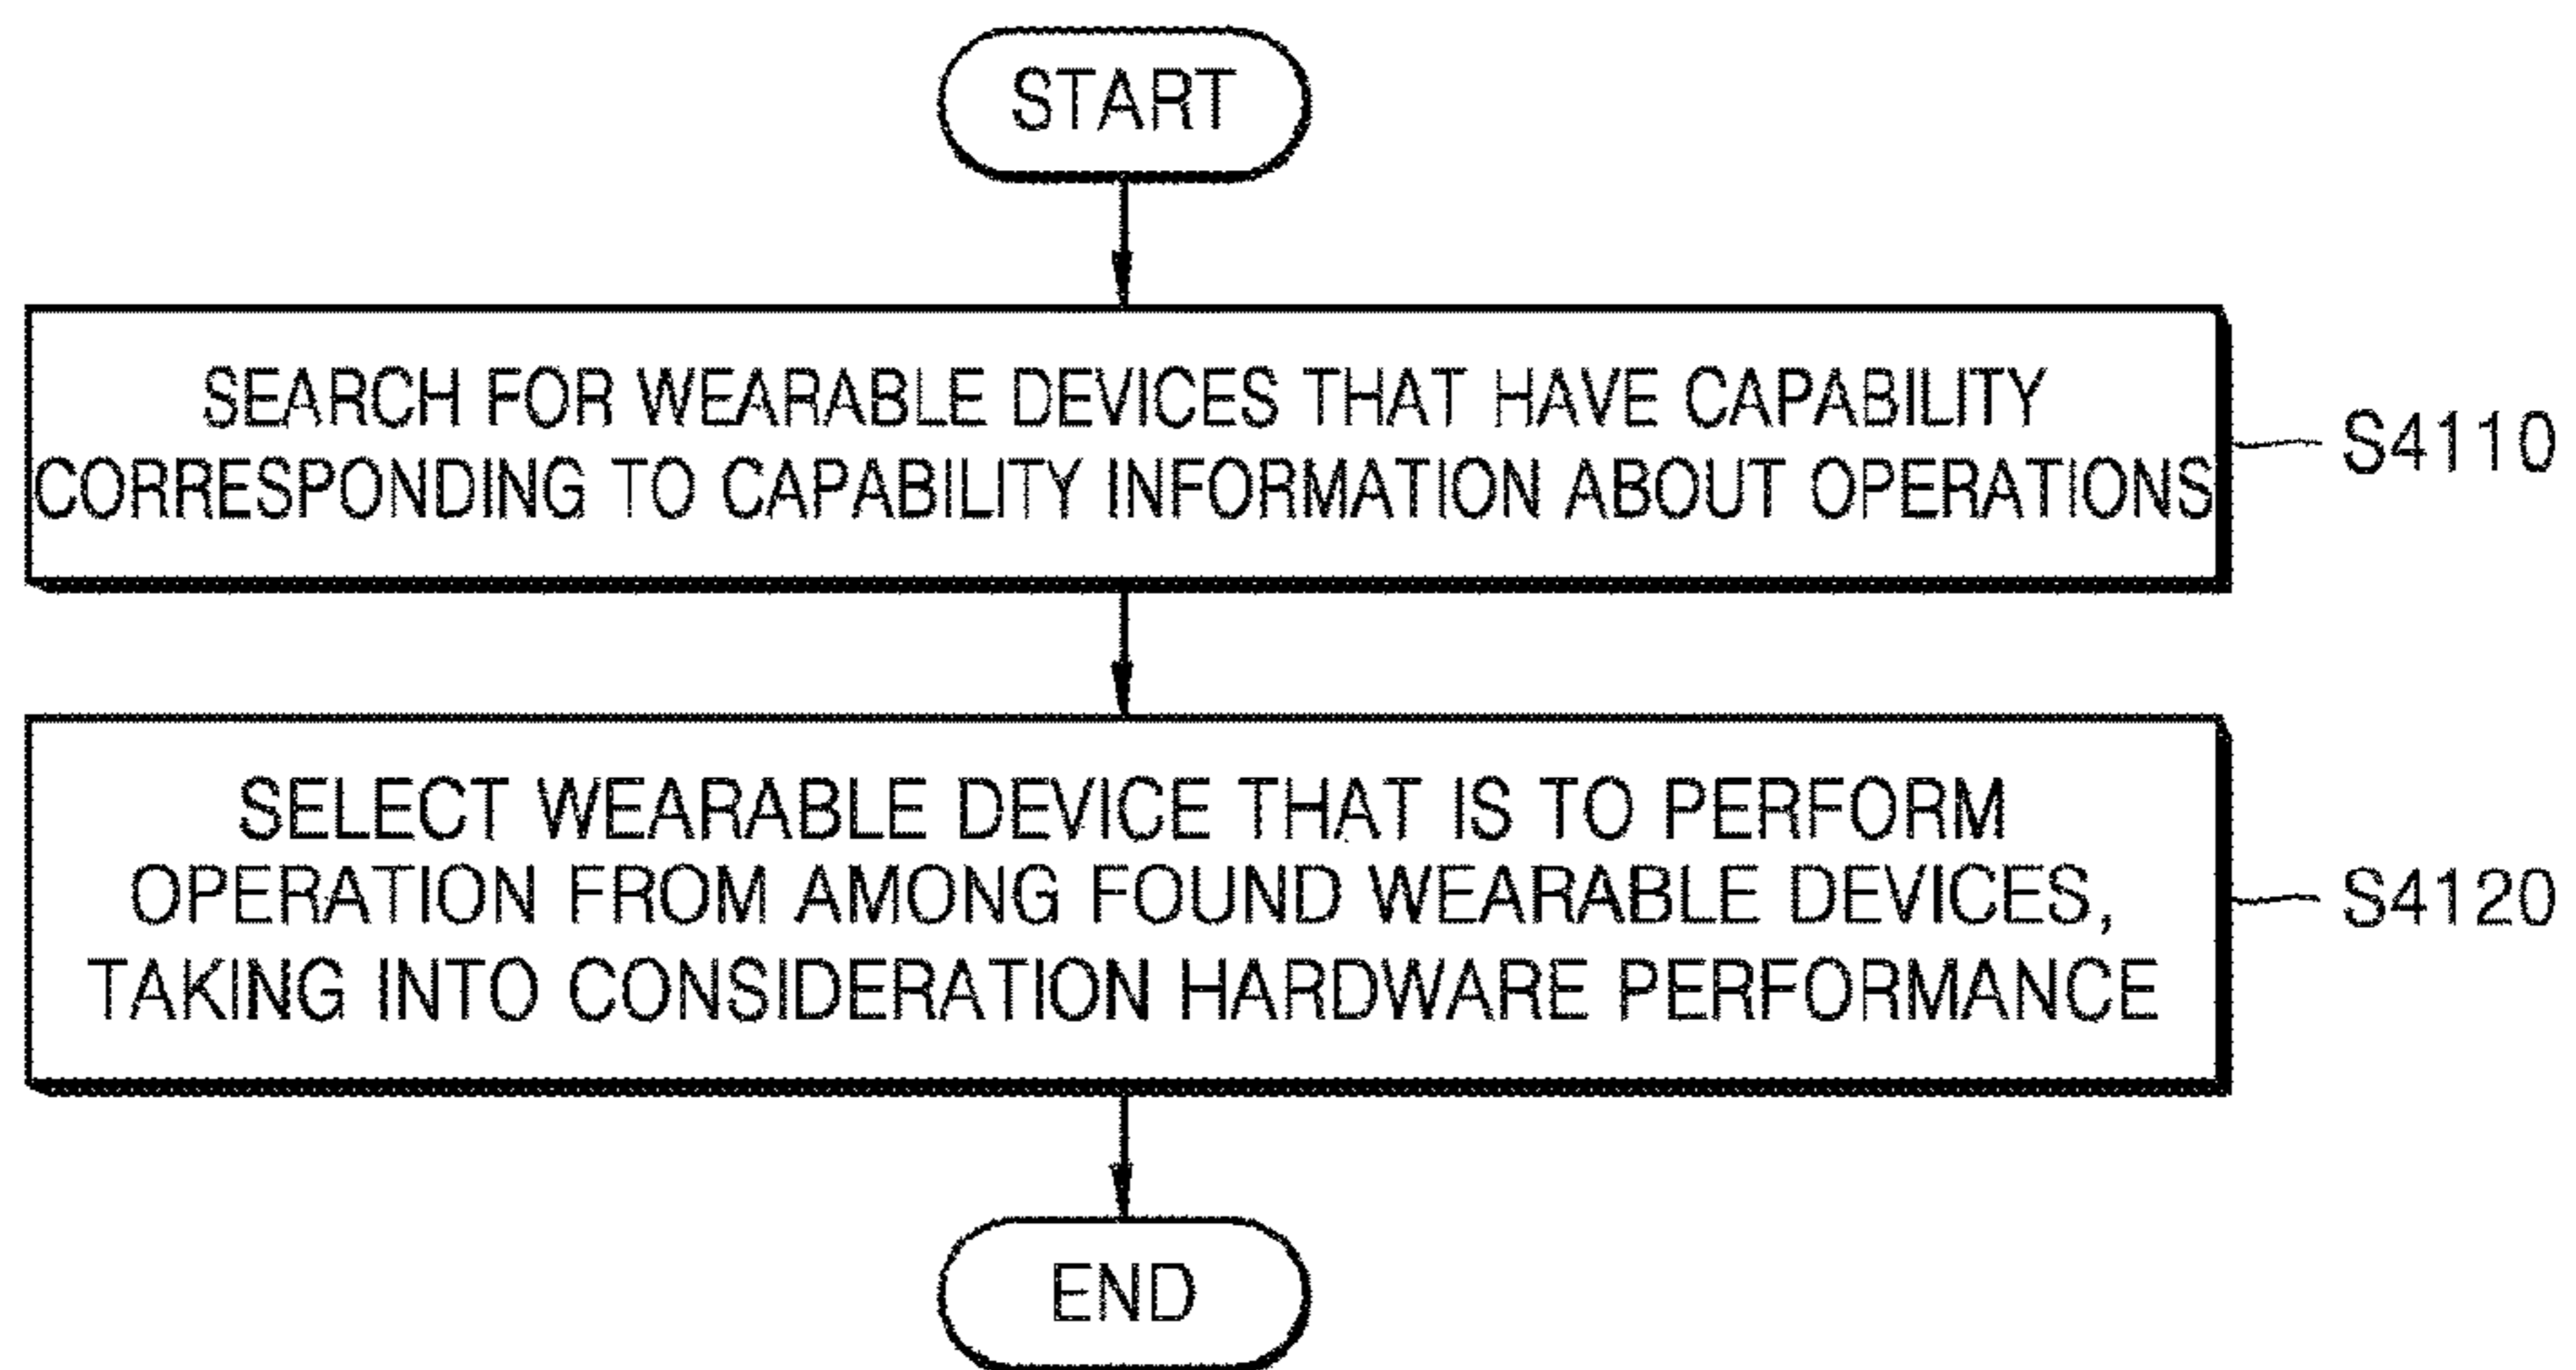 START
SEARCH FOR WEARABLE DEVICES THAT HAVE CAPABILITY
CORRESPONDING TO CAPABILITY INFORMATION ABOUT OPERATIONS
S4110
SELECT WEARABLE DEVICE THAT IS TO PERFORM
OPERATION FROM AMONG FOUND WEARABLE DEVICES,
TAKING INTO CONSIDERATION HARDWARE PERFORMANCE
S4120
END